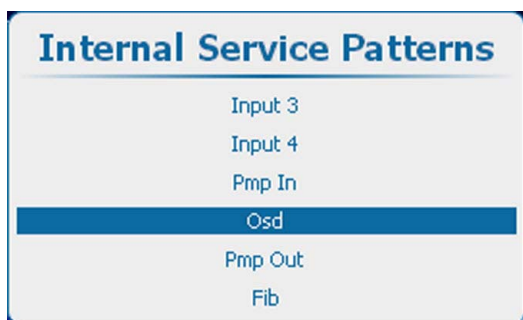 Internal Service Patterns
Input 3
Input 4
Pmp In
Osd
Pmp Out
Fib